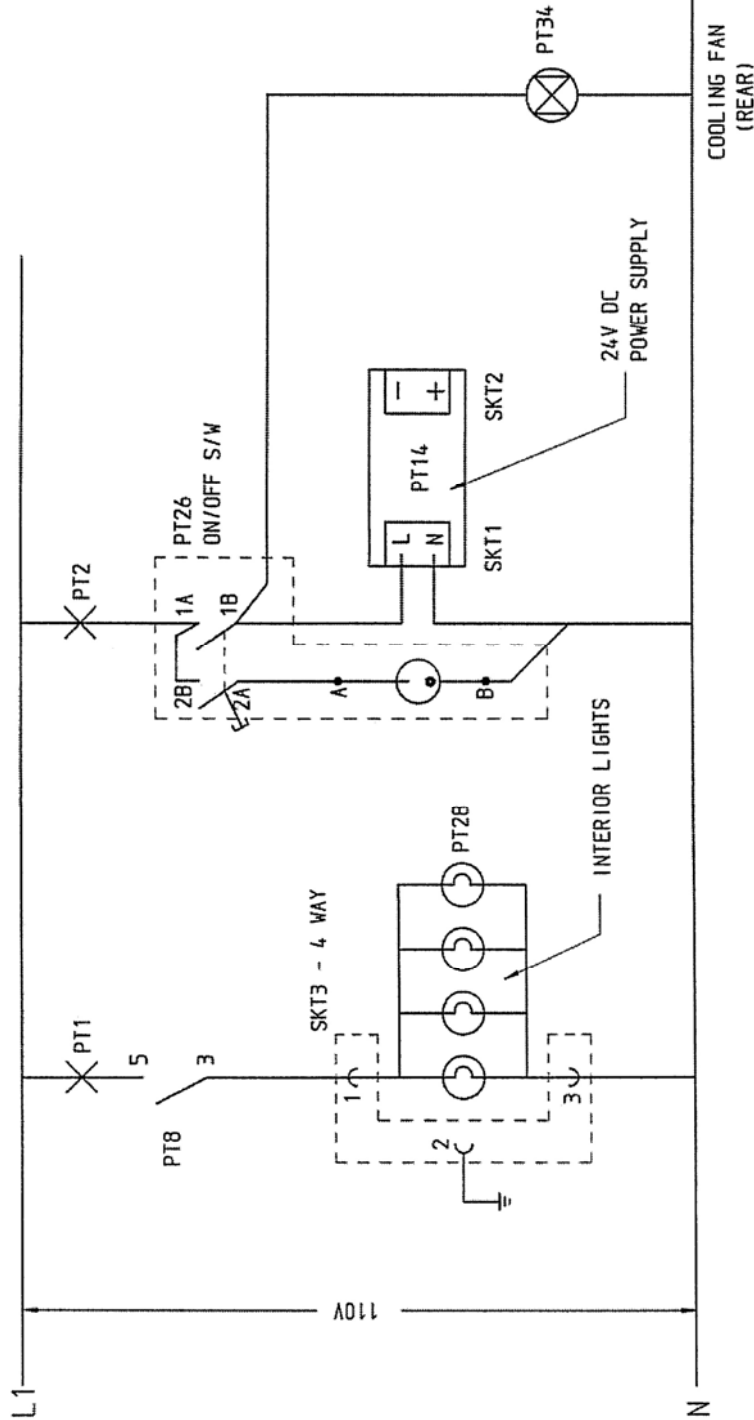 L1
110V
N
PT1
5
3
PT8
SKT3 - 4 WAY
1
2
3
PT28
INTERIOR LIGHTS
PT2
PT26
ON/OFF S/W
1A
1B
2B
2A
A
B
L
N
SKT1
PT14
-
+
SKT2
24V DC
POWER SUPPLY
PT34
COOLING FAN
(REAR)